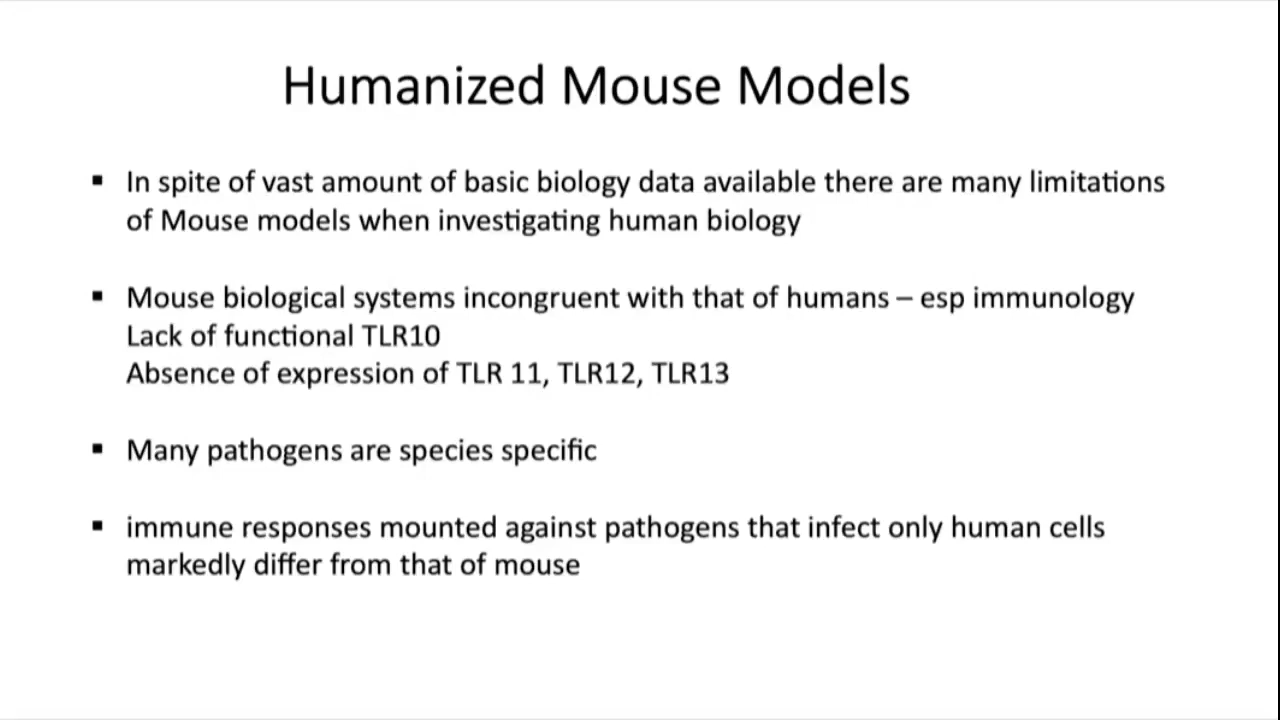 Humanized Mouse Models
▪ In spite of vast amount of basic biology data available there are many limitations
of Mouse models when investigating human biology
▪ Mouse biological systems incongruent with that of humans – esp immunology
Lack of functional TLR10
Absence of expression of TLR 11, TLR12, TLR13
▪ Many pathogens are species specific
▪ immune responses mounted against pathogens that infect only human cells
markedly differ from that of mouse